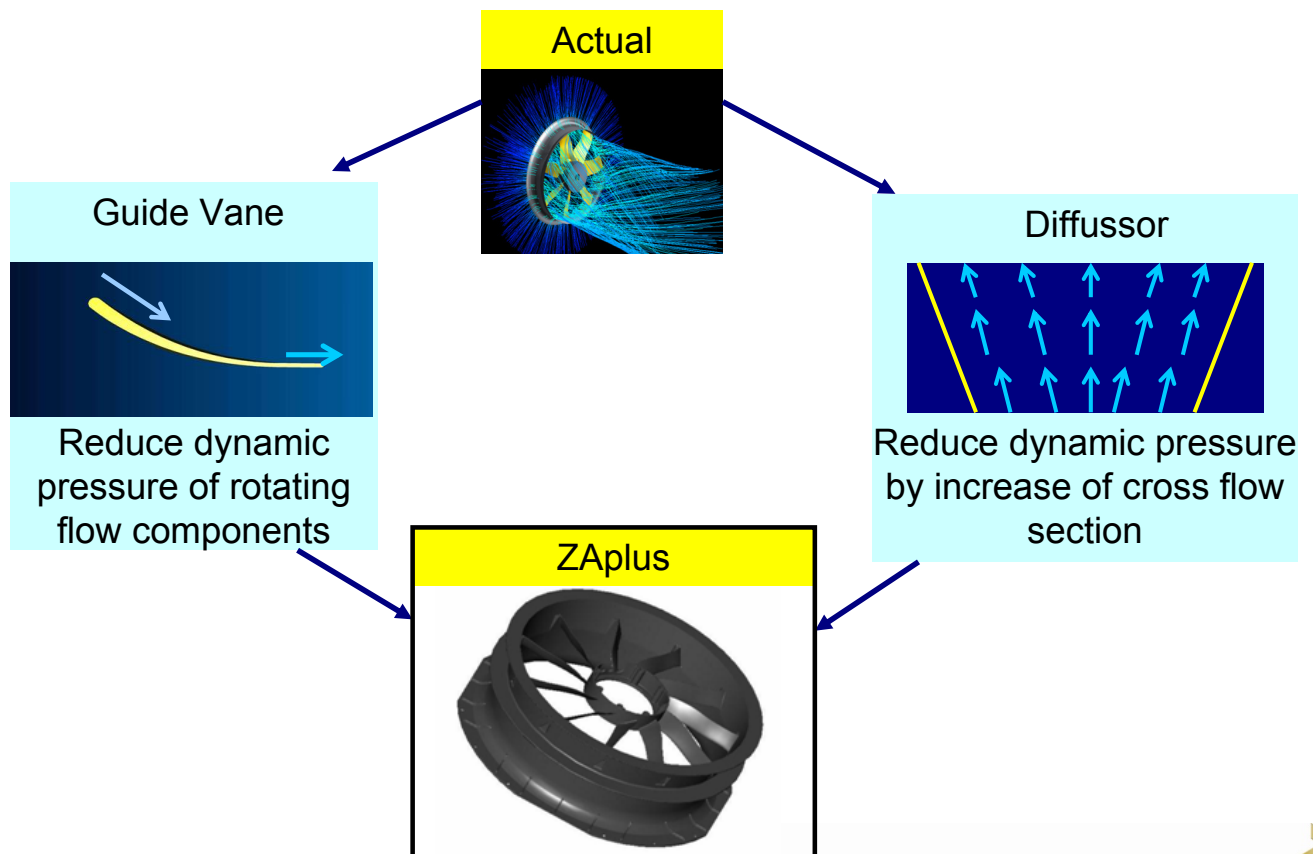 Actual
Guide Vane
Reduce dynamic
pressure of rotating
flow components
Diffussor
Reduce dynamic pressure
by increase of cross flow
section
ZAplus